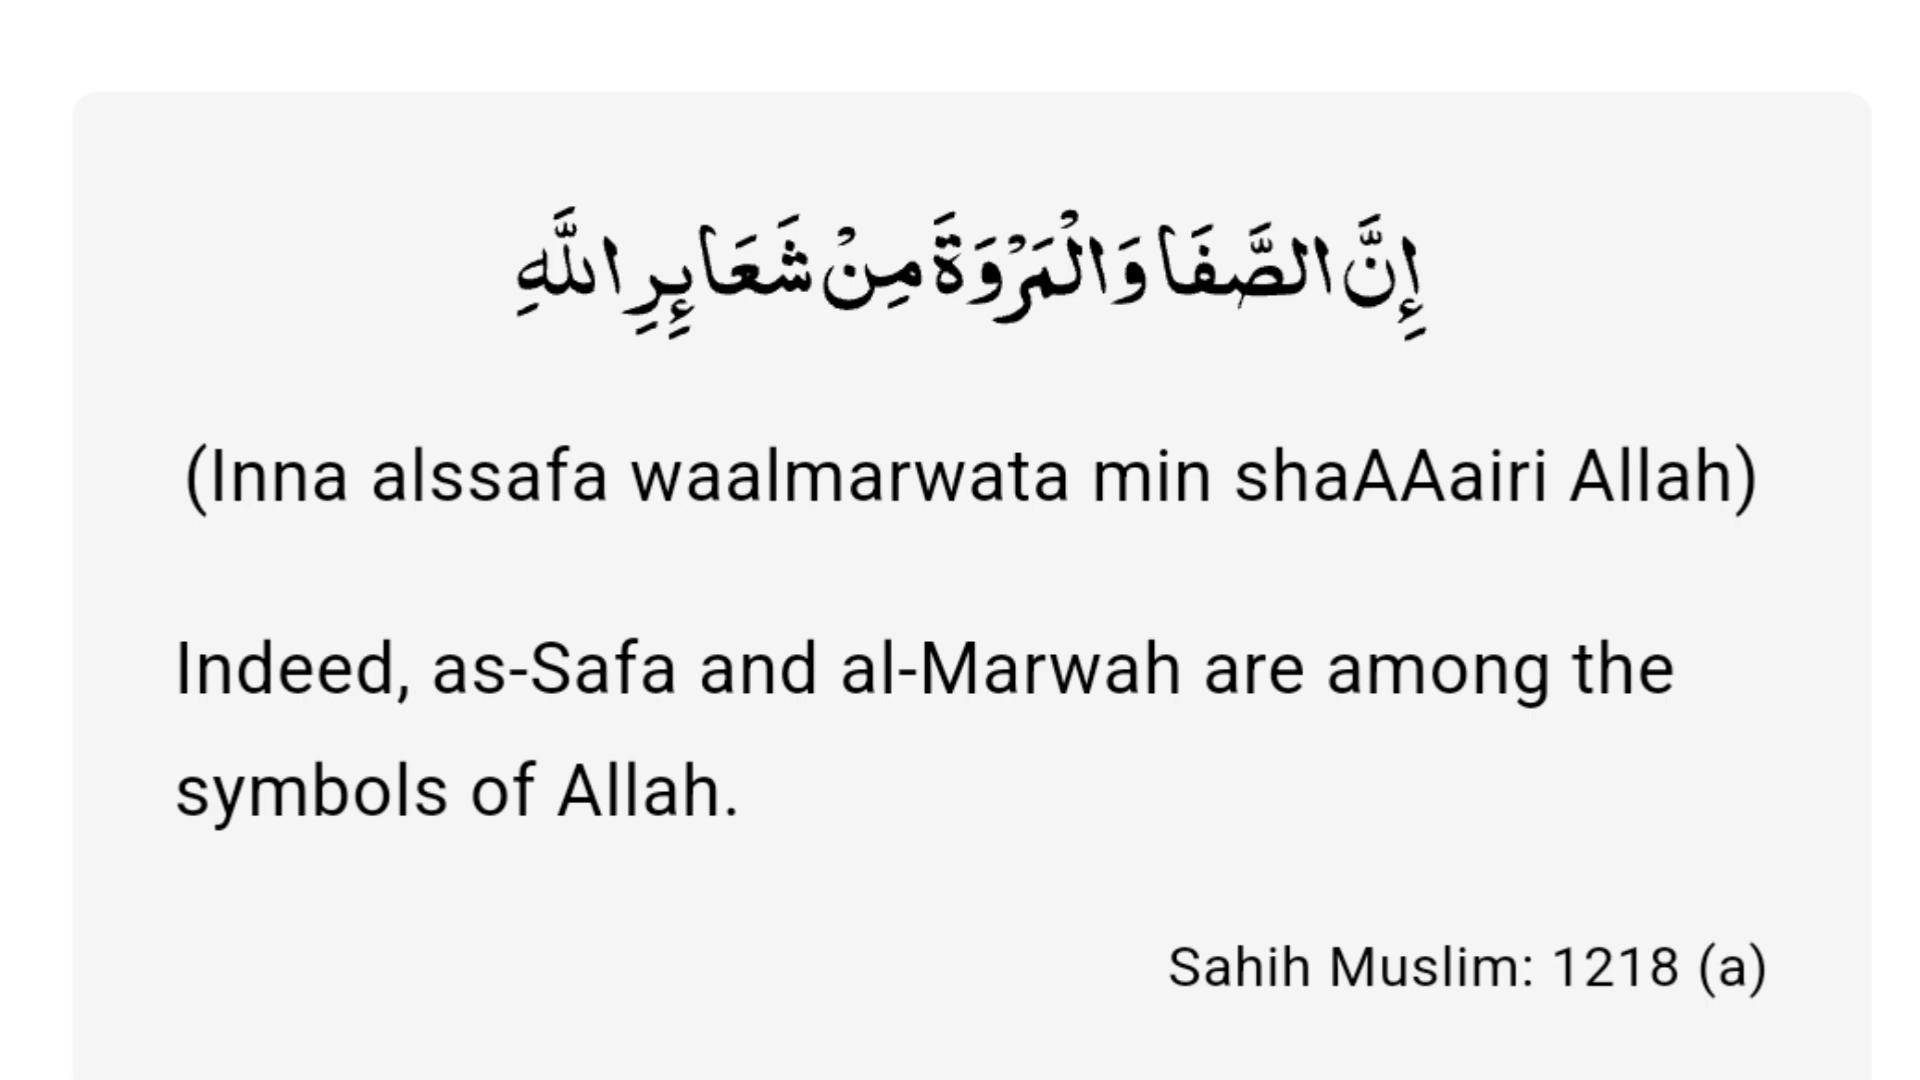 إِنَّ الصَّفَا وَالْمَرْوَةَ مِنْ شَعَايِٕرِ اللَّهِ
(Inna alssafa waalmarwata min shaAAairi Allah)
Indeed, as-Safa and al-Marwah are among the
symbols of Allah.
Sahih Muslim: 1218 (a)